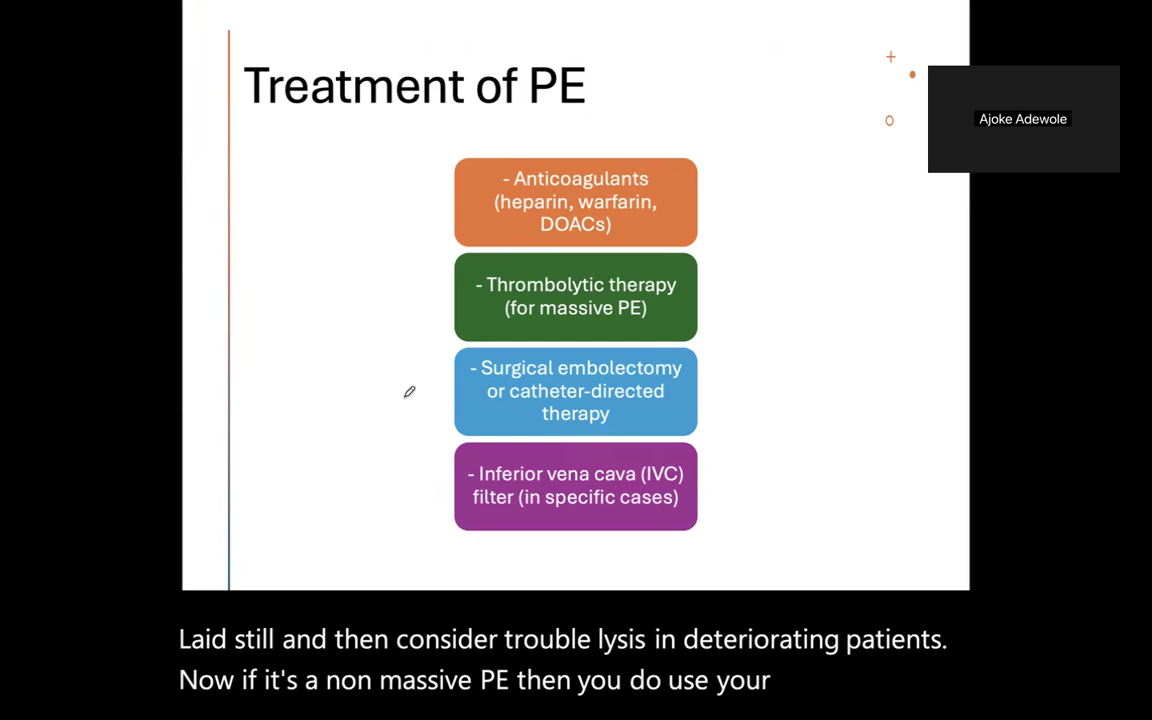 Treatment of PE
Ajoke Adewole
- Anticoagulants
(heparin, warfarin,
DOACs)
- Thrombolytic therapy
(for massive PE)
- Surgical embolectomy
or catheter-directed
therapy
- Inferior vena cava (IVC)
filter (in specific cases)
Laid still and then consider trouble lysis in deteriorating patients.
Now if it's a non massive PE then you do use your